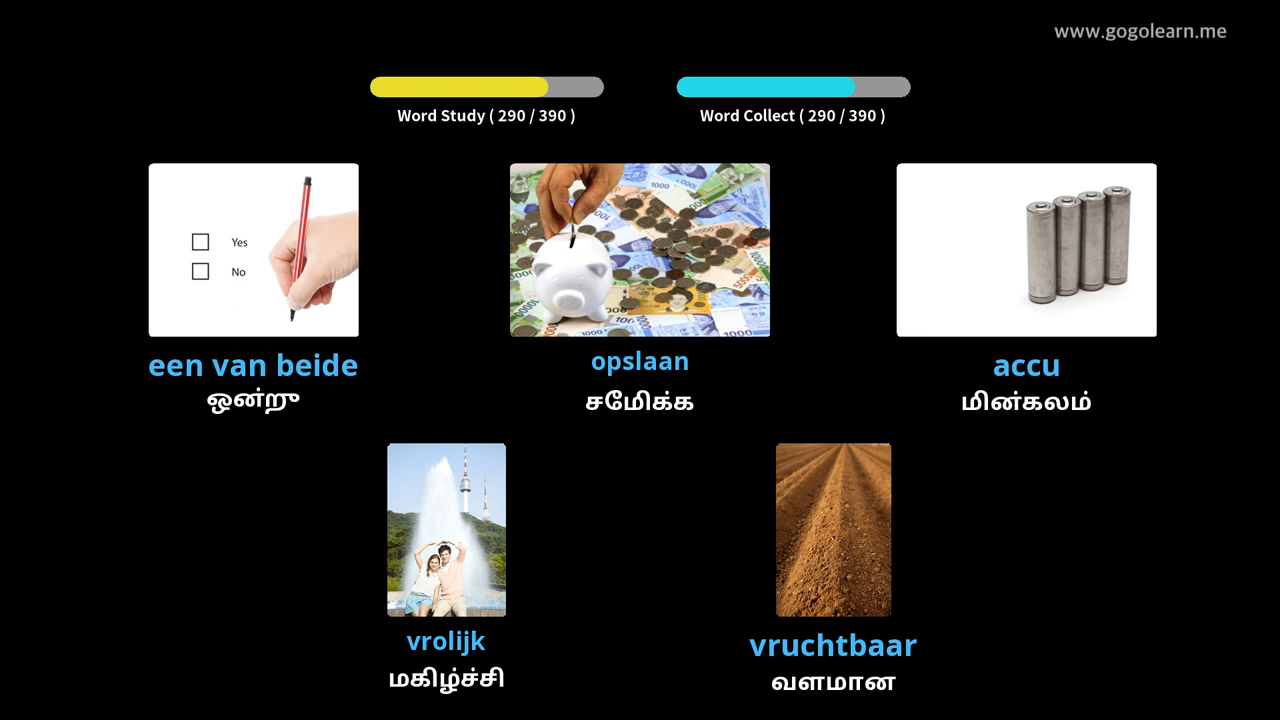 www.gogolearn.me
Word Study ( 290 / 390 )
Word Collect ( 290 / 390 )
Yes
No
een van beide
ஒன்று
opslaan
சமேிக்க
accu
மின்கலம்
vrolijk
மகிழ்ச்சி
vruchtbaar
வளமான